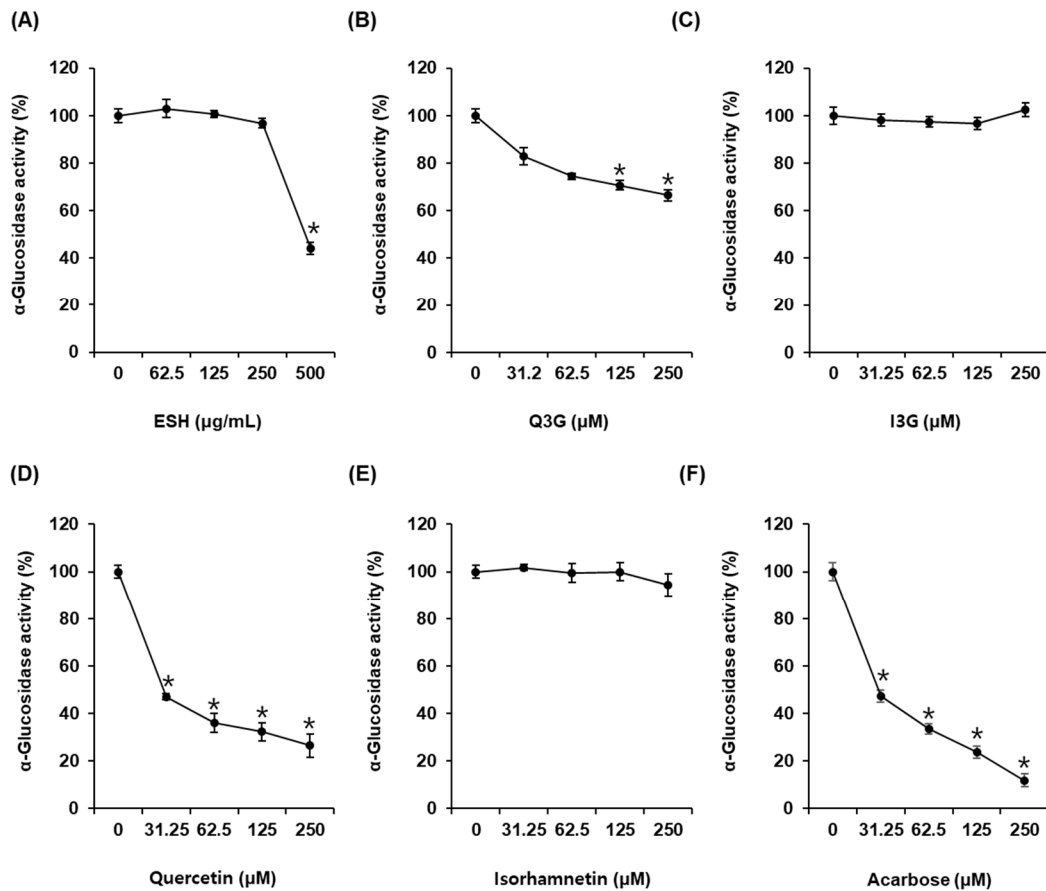 (A)
α-Glucosidase activity (%)
120
100
80
60
40
20
0
*
0 62.5 125 250 500
ESH (μg/mL)
(B)
α-Glucosidase activity (%)
120
100
80
60
40
20
0
* *
0 31.2 62.5 125 250
Q3G (μM)
(C)
α-Glucosidase activity (%)
120
100
80
60
40
20
0
0 31.25 62.5 125 250
I3G (μM)
(D)
α-Glucosidase activity (%)
120
100
80
60
40
20
0
* * * *
0 31.25 62.5 125 250
Quercetin (μM)
(E)
α-Glucosidase activity (%)
120
100
80
60
40
20
0
0 31.25 62.5 125 250
Isorhamnetin (μM)
(F)
α-Glucosidase activity (%)
120
100
80
60
40
20
0
* * * *
0 31.25 62.5 125 250
Acarbose (μM)